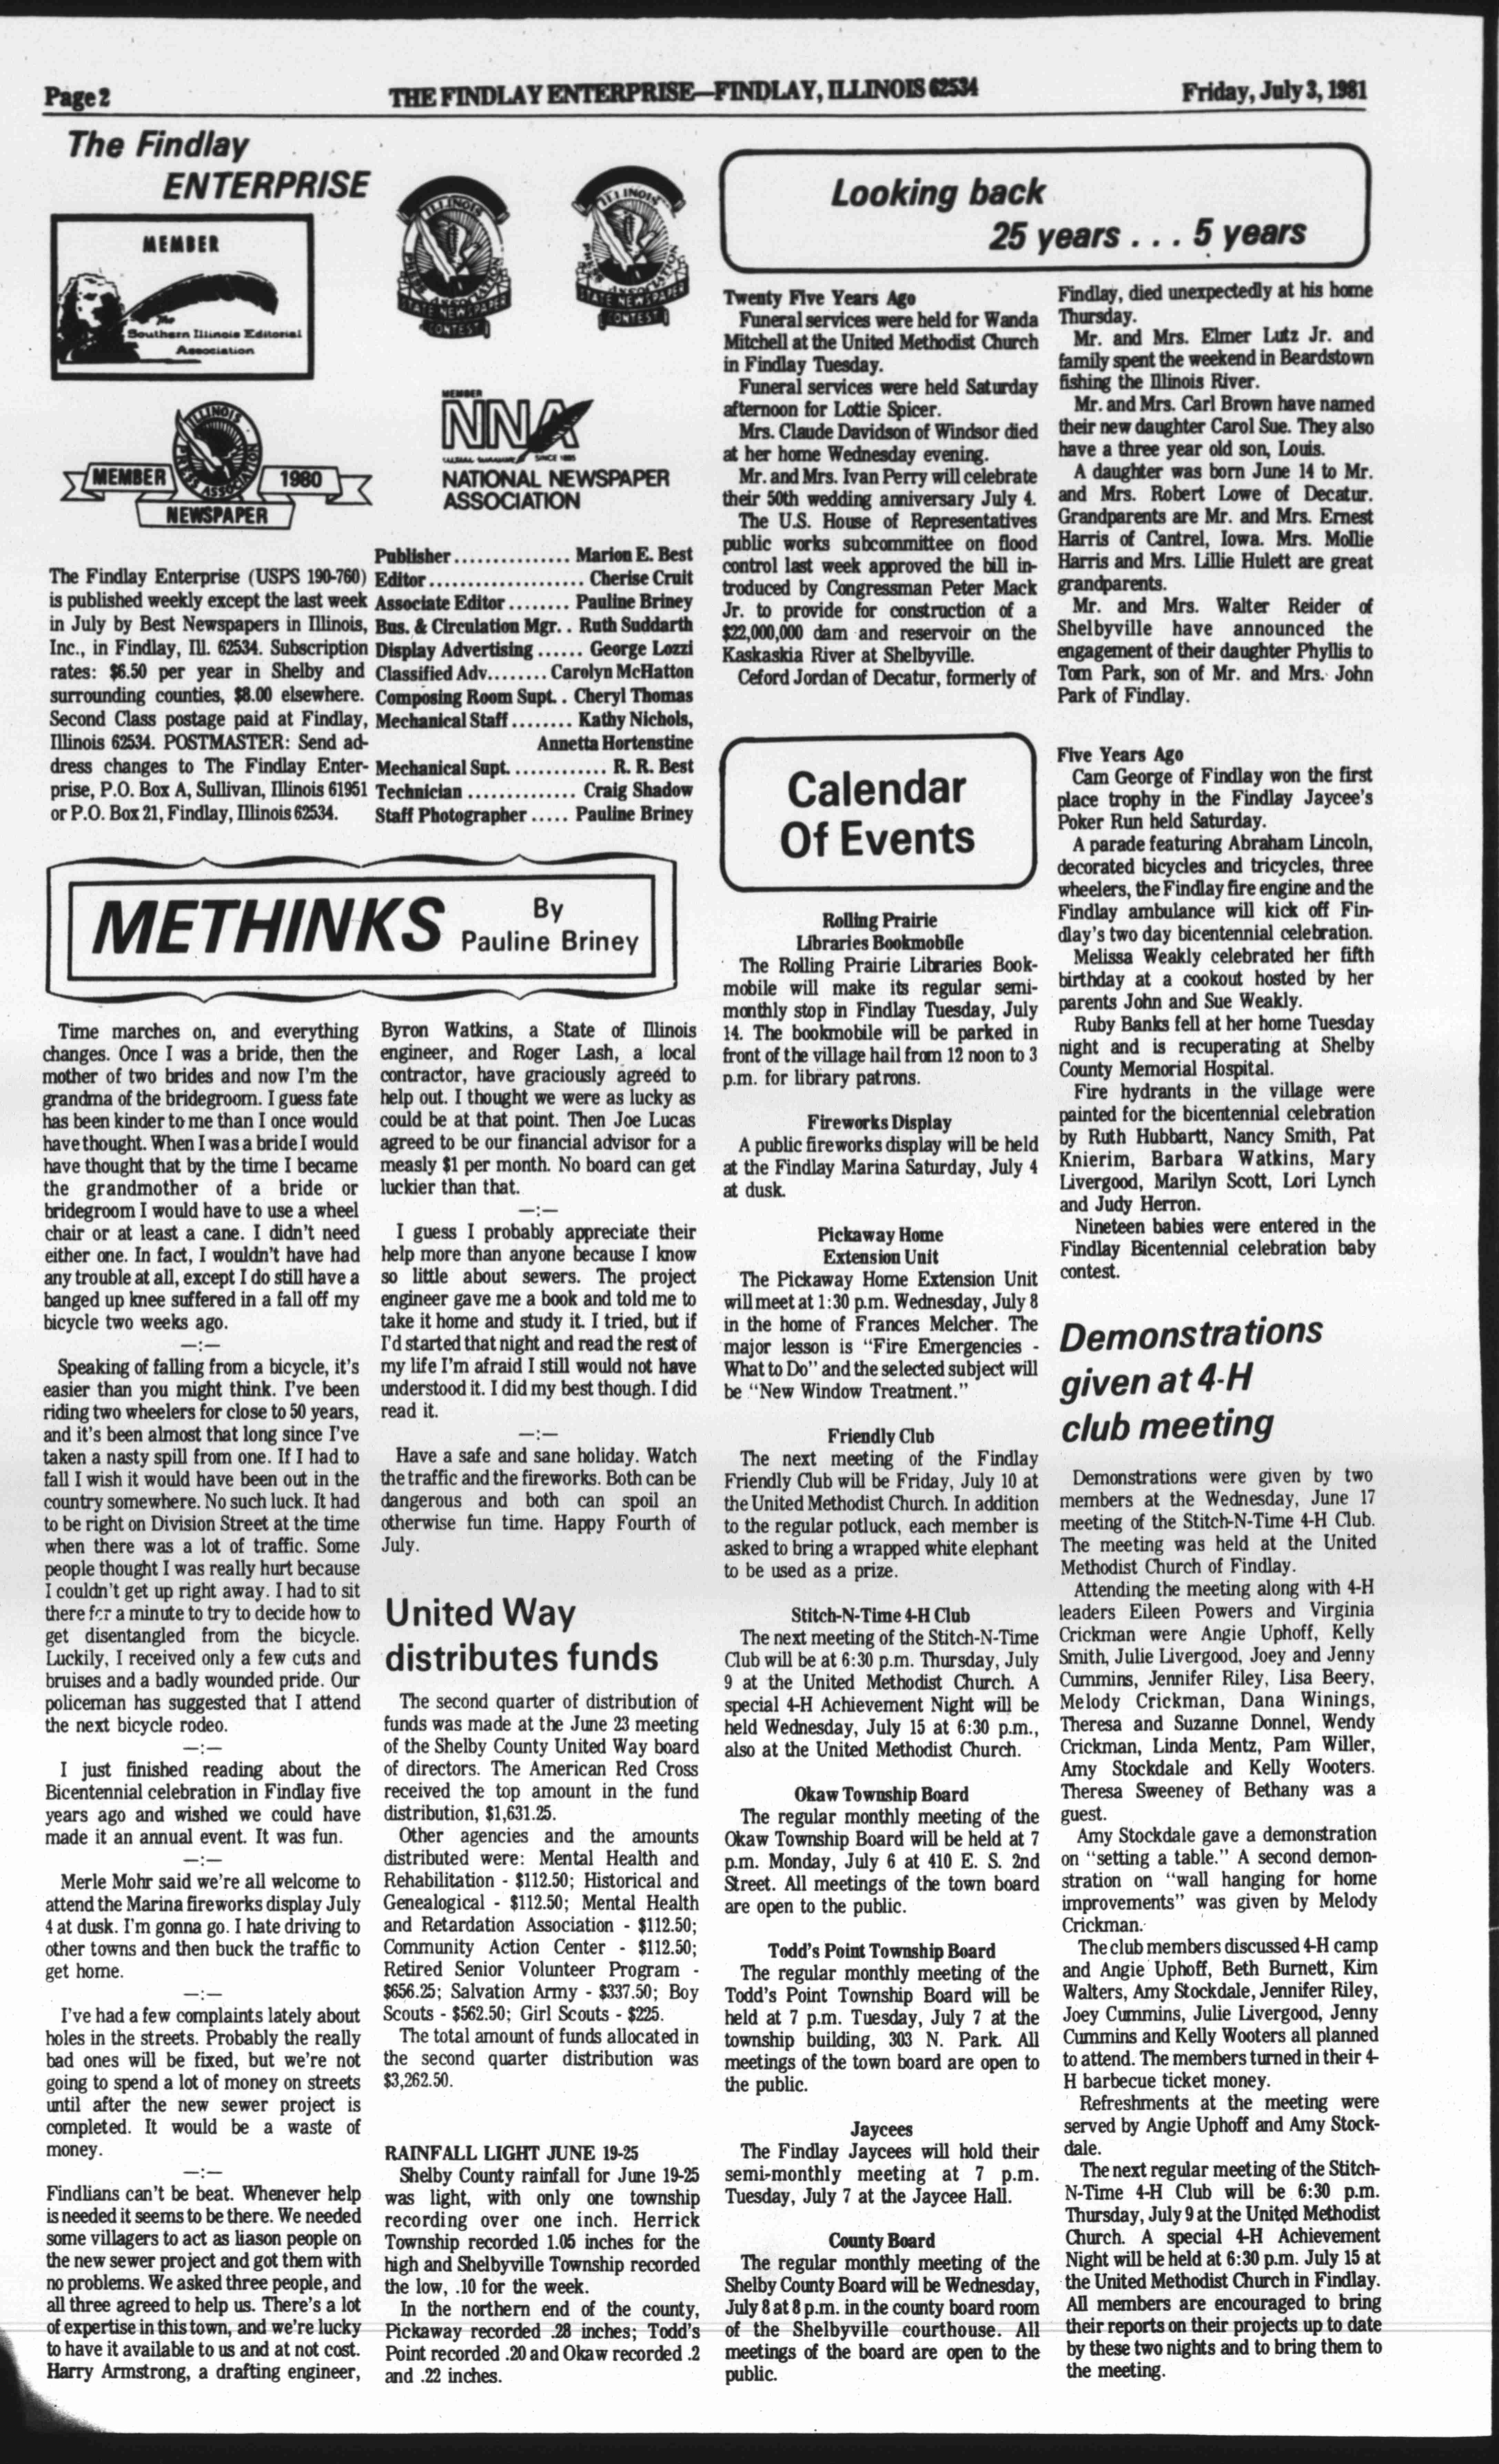 Page 2
THE FINDLAY ENTERPRISE—FINDLAY, ILLINOIS 62534
Friday, July 3, 1981
The Findlay
ENTERPRISE
MEMBER
The
Southern Illinois Editorial
Association
ILLINOIS
PRESS ASSOCIATION
STATE NEWSPAPER
CONTEST
ILLINOIS
PRESS ASSOCIATION
STATE NEWSPAPER
CONTEST
ILLINOIS
PRESS ASSOCIATION
MEMBER
1980
NEWSPAPER
MEMBER
NNA
SINCE 1885
NATIONAL NEWSPAPER
ASSOCIATION
The Findlay Enterprise (USPS 190-760)
is published weekly except the last week
in July by Best Newspapers in Illinois,
Inc., in Findlay, Ill. 62534. Subscription
rates: $6.50 per year in Shelby and
surrounding counties, $8.00 elsewhere.
Second Class postage paid at Findlay,
Illinois 62534. POSTMASTER: Send ad-
dress changes to The Findlay Enter-
prise, P.O. Box A, Sullivan, Illinois 61951
or P.O. Box 21, Findlay, Illinois 62534.
Publisher............... Marion E. Best
Editor.................... Cherise Cruit
Associate Editor........ Pauline Briney
Bus. & Circulation Mgr.. Ruth Suddarth
Display Advertising...... George Lozzi
Classified Adv........ Carolyn McHatton
Composing Room Supt.. Cheryl Thomas
Mechanical Staff........ Kathy Nichols,
Annetta Hortenstine
Mechanical Supt............. R. R. Best
Technician.............. Craig Shadow
Staff Photographer..... Pauline Briney
METHINKS
By
Pauline Briney
Time marches on, and everything
changes. Once I was a bride, then the
mother of two brides and now I'm the
grandma of the bridegroom. I guess fate
has been kinder to me than I once would
have thought. When I was a bride I would
have thought that by the time I became
the grandmother of a bride or
bridegroom I would have to use a wheel
chair or at least a cane. I didn't need
either one. In fact, I wouldn't have had
any trouble at all, except I do still have a
banged up knee suffered in a fall off my
bicycle two weeks ago.
—:—
Speaking of falling from a bicycle, it's
easier than you might think. I've been
riding two wheelers for close to 50 years,
and it's been almost that long since I've
taken a nasty spill from one. If I had to
fall I wish it would have been out in the
country somewhere. No such luck. It had
to be right on Division Street at the time
when there was a lot of traffic. Some
people thought I was really hurt because
I couldn't get up right away. I had to sit
there for a minute to try to decide how to
get disentangled from the bicycle.
Luckily, I received only a few cuts and
bruises and a badly wounded pride. Our
policeman has suggested that I attend
the next bicycle rodeo.
—:—
I just finished reading about the
Bicentennial celebration in Findlay five
years ago and wished we could have
made it an annual event. It was fun.
—:—
Merle Mohr said we're all welcome to
attend the Marina fireworks display July
4 at dusk. I'm gonna go. I hate driving to
other towns and then buck the traffic to
get home.
—:—
I've had a few complaints lately about
holes in the streets. Probably the really
bad ones will be fixed, but we're not
going to spend a lot of money on streets
until after the new sewer project is
completed. It would be a waste of
money.
—:—
Findlians can't be beat. Whenever help
is needed it seems to be there. We needed
some villagers to act as liason people on
the new sewer project and got them with
no problems. We asked three people, and
all three agreed to help us. There's a lot
of expertise in this town, and we're lucky
to have it available to us and at not cost.
Harry Armstrong, a drafting engineer,
Byron Watkins, a State of Illinois
engineer, and Roger Lash, a local
contractor, have graciously agreed to
help out. I thought we were as lucky as
could be at that point. Then Joe Lucas
agreed to be our financial advisor for a
measly $1 per month. No board can get
luckier than that.
—:—
I guess I probably appreciate their
help more than anyone because I know
so little about sewers. The project
engineer gave me a book and told me to
take it home and study it. I tried, but if
I'd started that night and read the rest of
my life I'm afraid I still would not have
understood it. I did my best though. I did
read it.
—:—
Have a safe and sane holiday. Watch
the traffic and the fireworks. Both can be
dangerous and both can spoil an
otherwise fun time. Happy Fourth of
July.
United Way
distributes funds
The second quarter of distribution of
funds was made at the June 23 meeting
of the Shelby County United Way board
of directors. The American Red Cross
received the top amount in the fund
distribution, $1,631.25.
Other agencies and the amounts
distributed were: Mental Health and
Rehabilitation - $112.50; Historical and
Genealogical - $112.50; Mental Health
and Retardation Association - $112.50;
Community Action Center - $112.50;
Retired Senior Volunteer Program -
$656.25; Salvation Army - $337.50; Boy
Scouts - $562.50; Girl Scouts - $225.
The total amount of funds allocated in
the second quarter distribution was
$3,262.50.
RAINFALL LIGHT JUNE 19-25
Shelby County rainfall for June 19-25
was light, with only one township
recording over one inch. Herrick
Township recorded 1.05 inches for the
high and Shelbyville Township recorded
the low, .10 for the week.
In the northern end of the county,
Pickaway recorded .28 inches; Todd's
Point recorded .20 and Okaw recorded .2
and .22 inches.
Looking back
25 years . . . 5 years
Twenty Five Years Ago
Funeral services were held for Wanda
Mitchell at the United Methodist Church
in Findlay Tuesday.
Funeral services were held Saturday
afternoon for Lottie Spicer.
Mrs. Claude Davidson of Windsor died
at her home Wednesday evening.
Mr. and Mrs. Ivan Perry will celebrate
their 50th wedding anniversary July 4.
The U.S. House of Representatives
public works subcommittee on flood
control last week approved the bill in-
troduced by Congressman Peter Mack
Jr. to provide for construction of a
$22,000,000 dam and reservoir on the
Kaskaskia River at Shelbyville.
Ceford Jordan of Decatur, formerly of
Findlay, died unexpectedly at his home
Thursday.
Mr. and Mrs. Elmer Lutz Jr. and
family spent the weekend in Beardstown
fishing the Illinois River.
Mr. and Mrs. Carl Brown have named
their new daughter Carol Sue. They also
have a three year old son, Louis.
A daughter was born June 14 to Mr.
and Mrs. Robert Lowe of Decatur.
Grandparents are Mr. and Mrs. Ernest
Harris of Cantrel, Iowa. Mrs. Mollie
Harris and Mrs. Lillie Hulett are great
grandparents.
Mr. and Mrs. Walter Reider of
Shelbyville have announced the
engagement of their daughter Phyllis to
Tom Park, son of Mr. and Mrs. John
Park of Findlay.
Five Years Ago
Cam George of Findlay won the first
place trophy in the Findlay Jaycee's
Poker Run held Saturday.
A parade featuring Abraham Lincoln,
decorated bicycles and tricycles, three
wheelers, the Findlay fire engine and the
Findlay ambulance will kick off Fin-
dlay's two day bicentennial celebration.
Melissa Weakly celebrated her fifth
birthday at a cookout hosted by her
parents John and Sue Weakly.
Ruby Banks fell at her home Tuesday
night and is recuperating at Shelby
County Memorial Hospital.
Fire hydrants in the village were
painted for the bicentennial celebration
by Ruth Hubbartt, Nancy Smith, Pat
Knierim, Barbara Watkins, Mary
Livergood, Marilyn Scott, Lori Lynch
and Judy Herron.
Nineteen babies were entered in the
Findlay Bicentennial celebration baby
contest.
Calendar
Of Events
Rolling Prairie
Libraries Bookmobile
The Rolling Prairie Libraries Book-
mobile will make its regular semi-
monthly stop in Findlay Tuesday, July
14. The bookmobile will be parked in
front of the village hail from 12 noon to 3
p.m. for library patrons.
Fireworks Display
A public fireworks display will be held
at the Findlay Marina Saturday, July 4
at dusk.
Pickaway Home
Extension Unit
The Pickaway Home Extension Unit
will meet at 1:30 p.m. Wednesday, July 8
in the home of Frances Melcher. The
major lesson is "Fire Emergencies -
What to Do" and the selected subject will
be "New Window Treatment."
Friendly Club
The next meeting of the Findlay
Friendly Club will be Friday, July 10 at
the United Methodist Church. In addition
to the regular potluck, each member is
asked to bring a wrapped white elephant
to be used as a prize.
Stitch-N-Time 4-H Club
The next meeting of the Stitch-N-Time
Club will be at 6:30 p.m. Thursday, July
9 at the United Methodist Church. A
special 4-H Achievement Night will be
held Wednesday, July 15 at 6:30 p.m.,
also at the United Methodist Church.
Okaw Township Board
The regular monthly meeting of the
Okaw Township Board will be held at 7
p.m. Monday, July 6 at 410 E. S. 2nd
Street. All meetings of the town board
are open to the public.
Todd's Point Township Board
The regular monthly meeting of the
Todd's Point Township Board will be
held at 7 p.m. Tuesday, July 7 at the
township building, 303 N. Park. All
meetings of the town board are open to
the public.
Jaycees
The Findlay Jaycees will hold their
semi-monthly meeting at 7 p.m.
Tuesday, July 7 at the Jaycee Hall.
County Board
The regular monthly meeting of the
Shelby County Board will be Wednesday,
July 8 at 8 p.m. in the county board room
of the Shelbyville courthouse. All
meetings of the board are open to the
public.
Demonstrations
given at 4-H
club meeting
Demonstrations were given by two
members at the Wednesday, June 17
meeting of the Stitch-N-Time 4-H Club.
The meeting was held at the United
Methodist Church of Findlay.
Attending the meeting along with 4-H
leaders Eileen Powers and Virginia
Crickman were Angie Uphoff, Kelly
Smith, Julie Livergood, Joey and Jenny
Cummins, Jennifer Riley, Lisa Beery,
Melody Crickman, Dana Winings,
Theresa and Suzanne Donnel, Wendy
Crickman, Linda Mentz, Pam Willer,
Amy Stockdale and Kelly Wooters.
Theresa Sweeney of Bethany was a
guest.
Amy Stockdale gave a demonstration
on "setting a table." A second demon-
stration on "wall hanging for home
improvements" was given by Melody
Crickman.
The club members discussed 4-H camp
and Angie Uphoff, Beth Burnett, Kim
Walters, Amy Stockdale, Jennifer Riley,
Joey Cummins, Julie Livergood, Jenny
Cummins and Kelly Wooters all planned
to attend. The members turned in their 4-
H barbecue ticket money.
Refreshments at the meeting were
served by Angie Uphoff and Amy Stock-
dale.
The next regular meeting of the Stitch-
N-Time 4-H Club will be 6:30 p.m.
Thursday, July 9 at the United Methodist
Church. A special 4-H Achievement
Night will be held at 6:30 p.m. July 15 at
the United Methodist Church in Findlay.
All members are encouraged to bring
their reports on their projects up to date
by these two nights and to bring them to
the meeting.